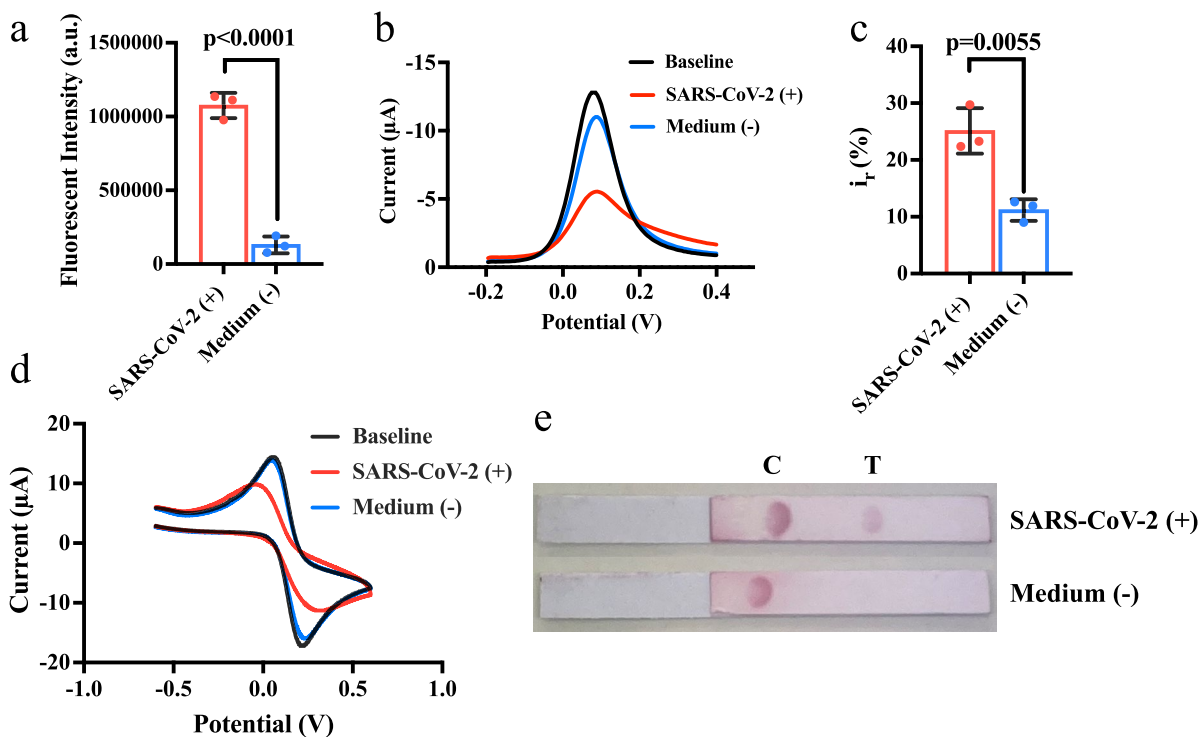 a
Fluorescent Intensity (a.u.)
1500000
1000000
500000
0
p<0.0001
SARS-CoV-2 (+)
Medium (-)
b
Current (µA)
-15
-10
-5
0
-0.2
0.0
0.2
0.4
Potential (V)
Baseline
SARS-CoV-2 (+)
Medium (-)
c
i_r (%)
40
30
20
10
0
p=0.0055
SARS-CoV-2 (+)
Medium (-)
d
Current (µA)
20
10
0
-10
-20
-1.0
-0.5
0.0
0.5
1.0
Potential (V)
Baseline
SARS-CoV-2 (+)
Medium (-)
e
C
T
SARS-CoV-2 (+)
Medium (-)